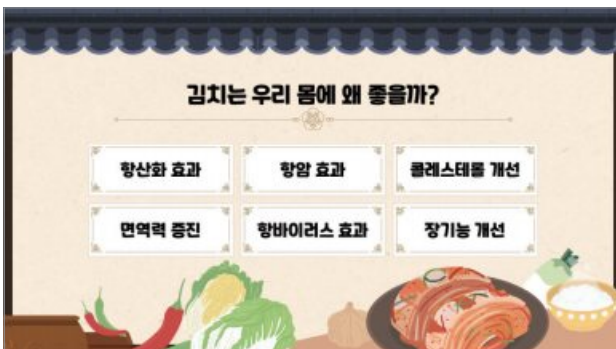 김치는 우리 몸에 왜 좋을까?
항산화 효과
항암 효과
콜레스테롤 개선
면역력 증진
항바이러스 효과
장기능 개선